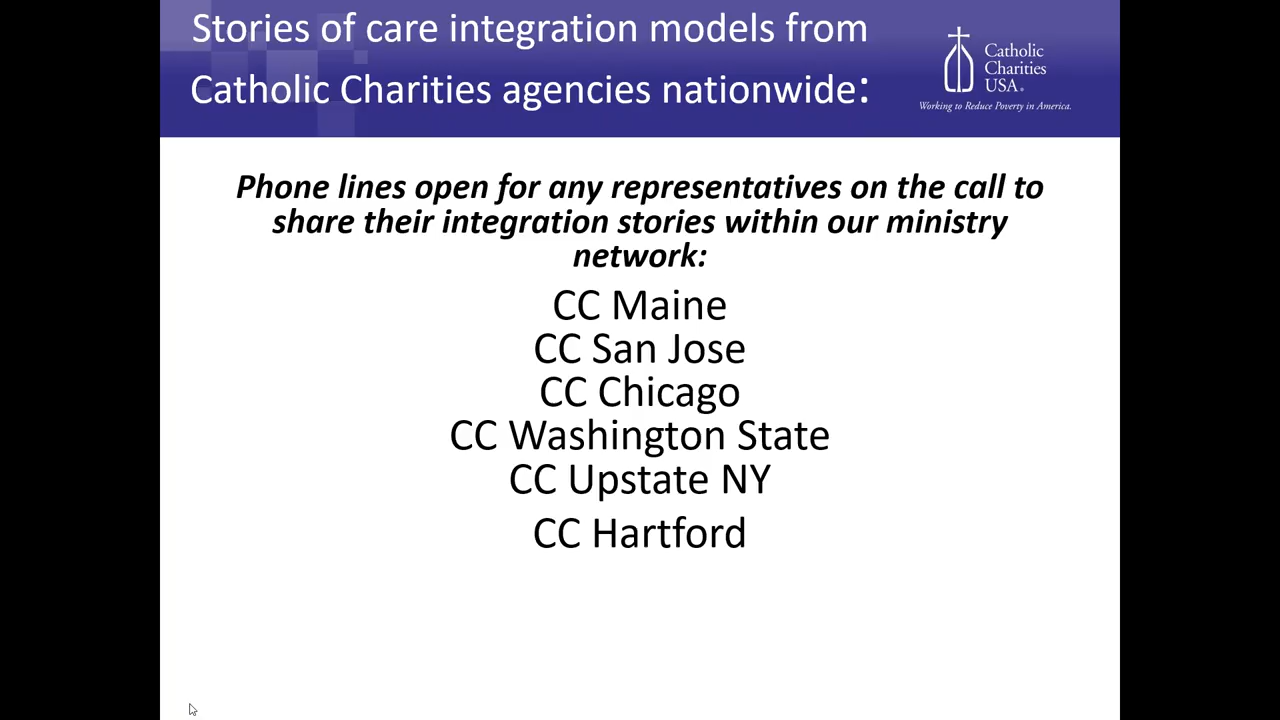 Stories of care integration models from
Catholic Charities agencies nationwide:
Catholic
Charities
USA®
Working to Reduce Poverty in America.
Phone lines open for any representatives on the call to
share their integration stories within our ministry
network:
CC Maine
CC San Jose
CC Chicago
CC Washington State
CC Upstate NY
CC Hartford